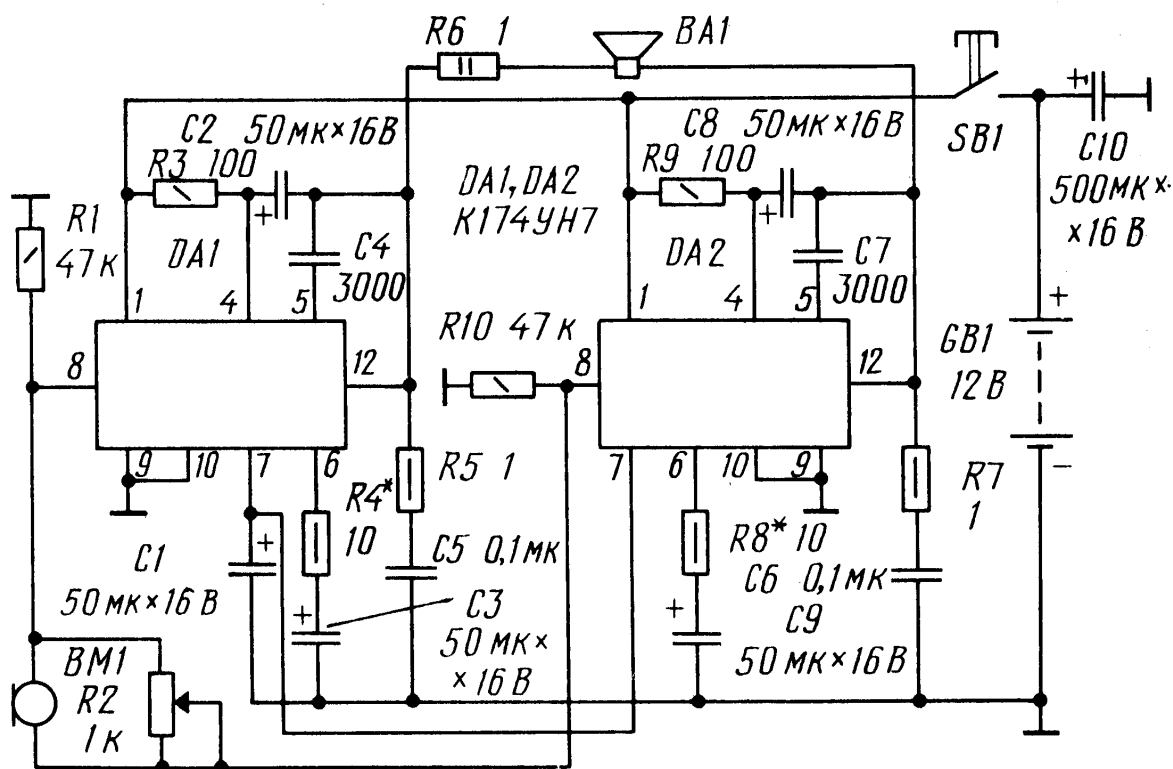 R6 1
BA1
C2 50мк×16В
R3 100
C8 50мк×16В
R9 100
SB1
+
C10
500мк×
×16В
R1
47к
DA1
+
C4
3000
DA1, DA2
К174УН7
DA2
+
C7
3000
1
4
5
1
4
5
R10 47к
8
12
8
12
GB1
12В
+
-
9
10
7
6
R5 1
7
6
10
9
R7
1
R4*
10
R8* 10
C1
50мк×16В
+
C5 0,1мк
C6 0,1мк
+
C3
50мк×
×16В
+
C9
50мк×16В
BM1
R2
1к